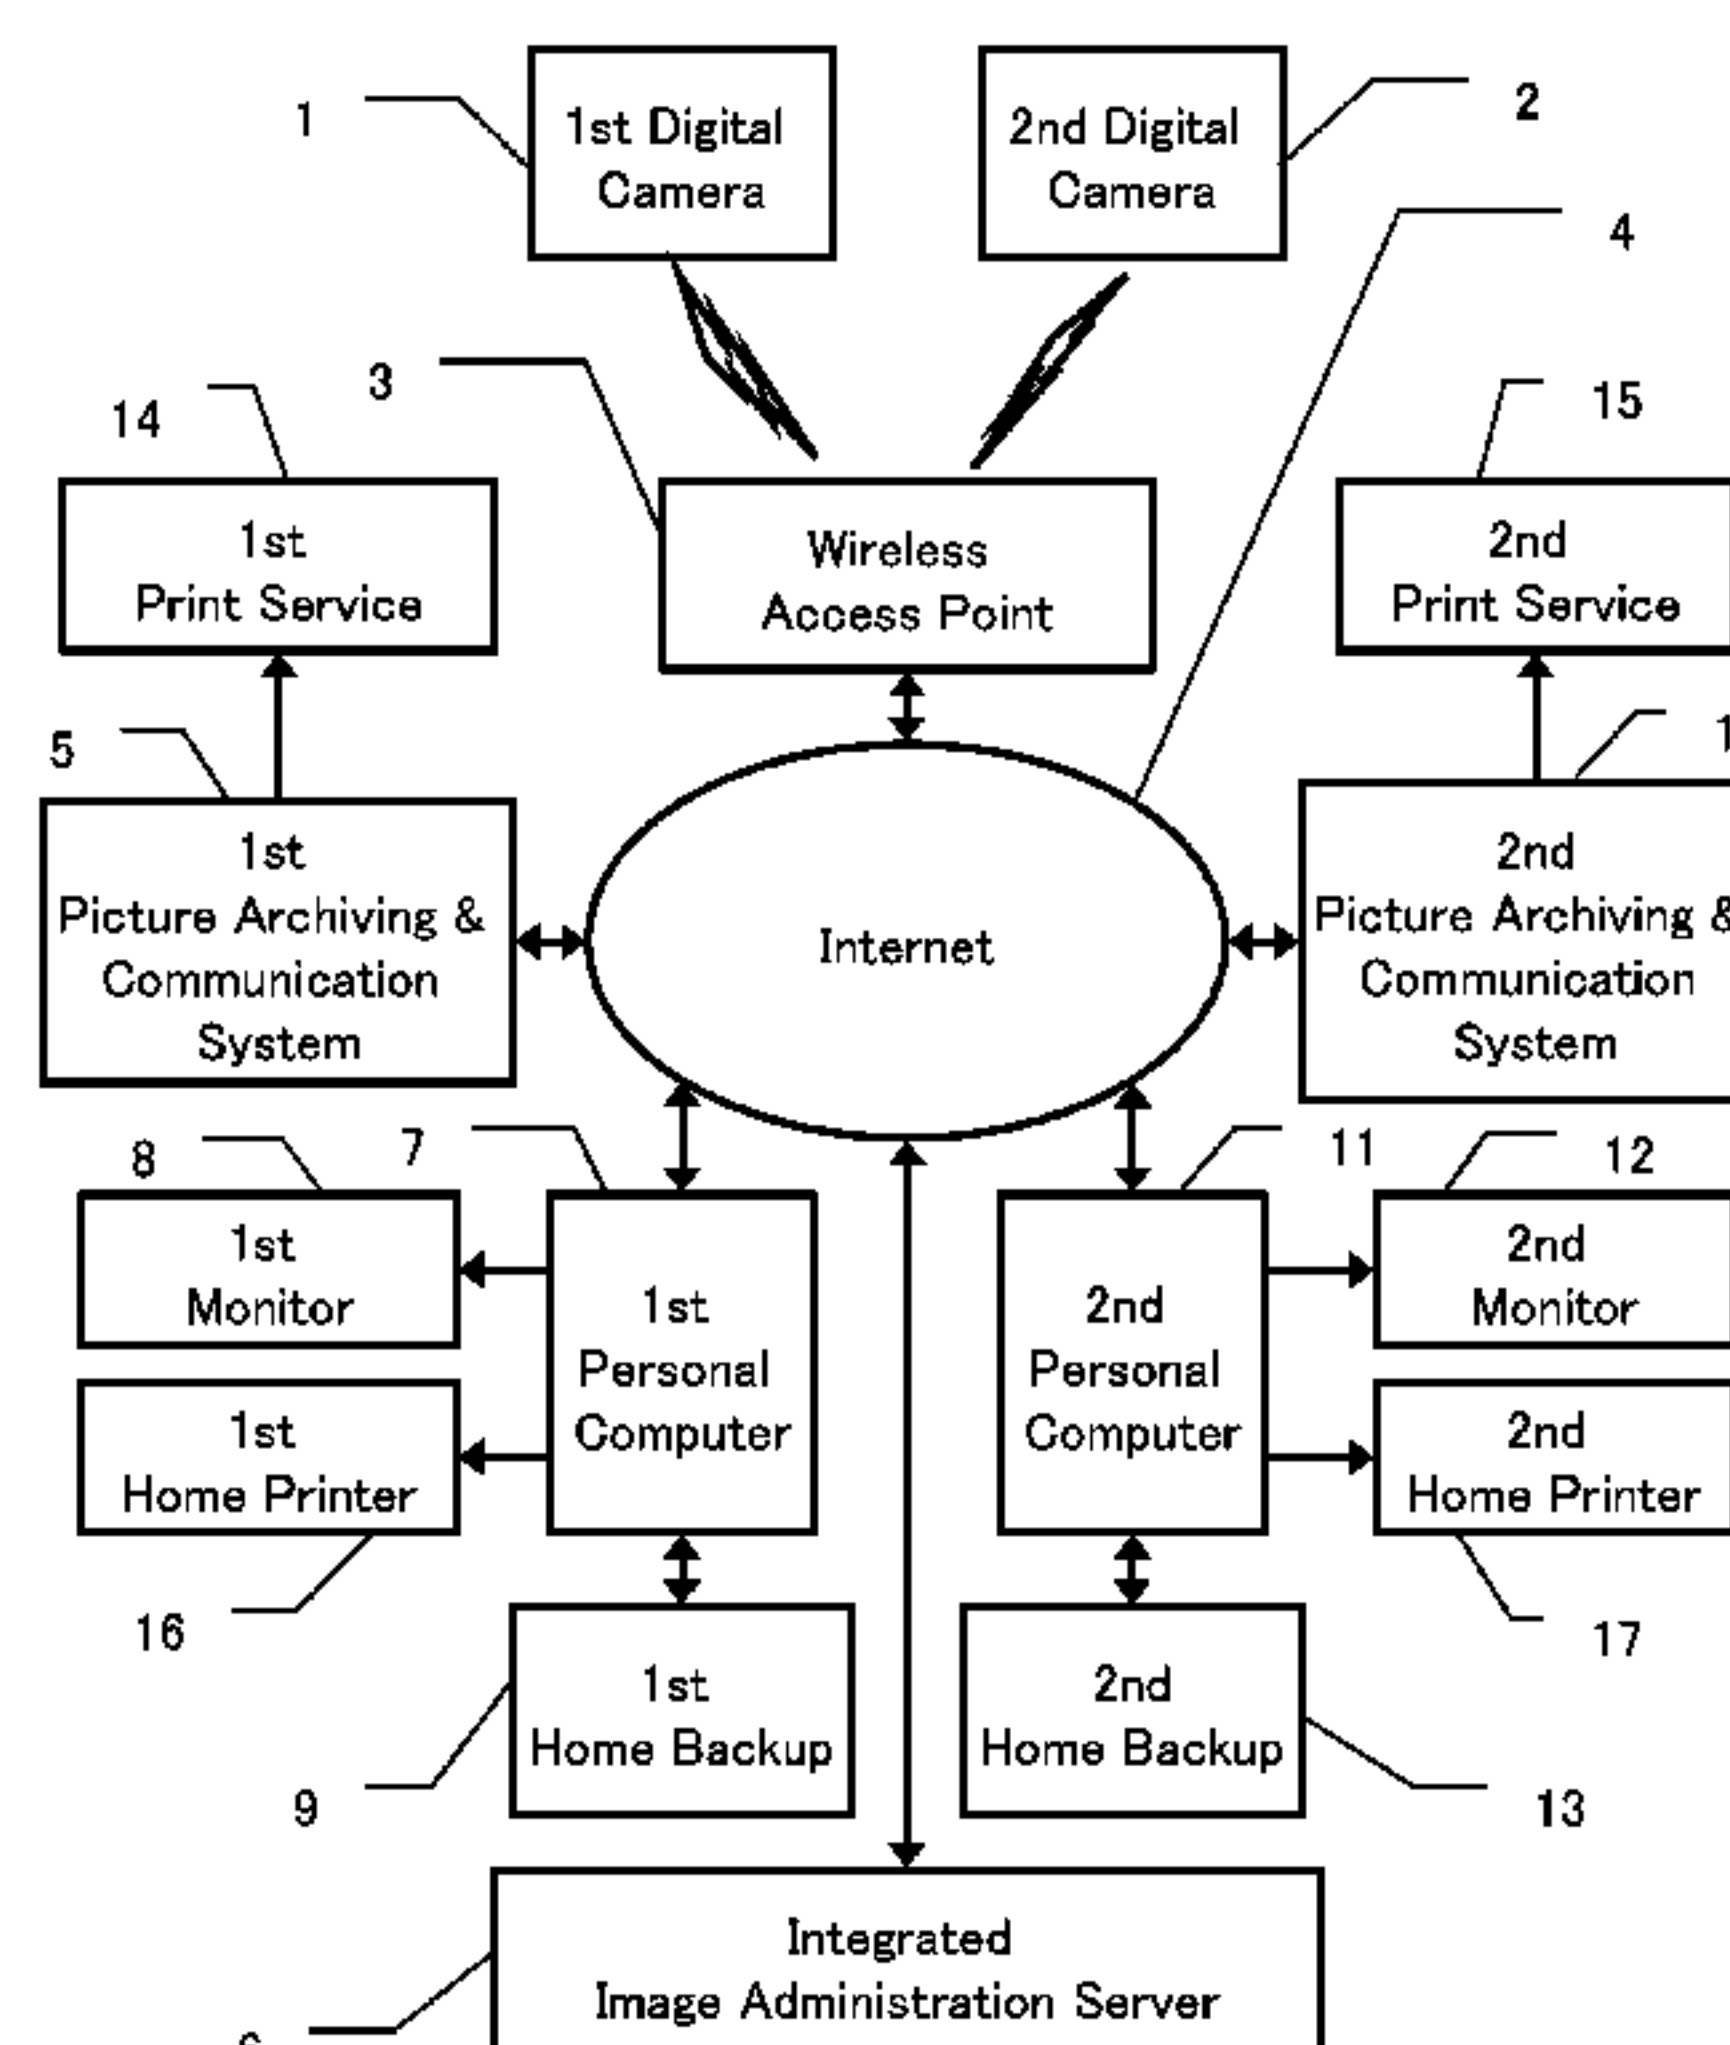 1
1st Digital
Camera
2nd Digital
Camera
2
4
3
14
15
1st
Print Service
Wireless
Access Point
2nd
Print Service
5
1st
Picture Archiving &
Communication
System
Internet
2nd
Picture Archiving &
Communication
System
8
7
11
12
1st
Monitor
1st
Personal
Computer
2nd
Personal
Computer
2nd
Monitor
1st
Home Printer
2nd
Home Printer
16
17
1st
Home Backup
2nd
Home Backup
9
13
Integrated
Image Administration Server